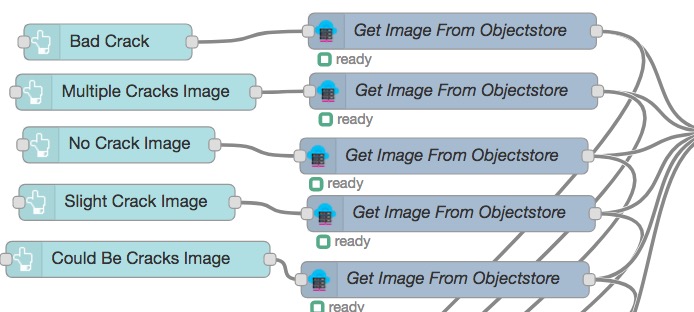 Bad Crack
Get Image From Objectstore
ready
Multiple Cracks Image
Get Image From Objectstore
ready
No Crack Image
Get Image From Objectstore
ready
Slight Crack Image
Get Image From Objectstore
ready
Could Be Cracks Image
Get Image From Objectstore
ready